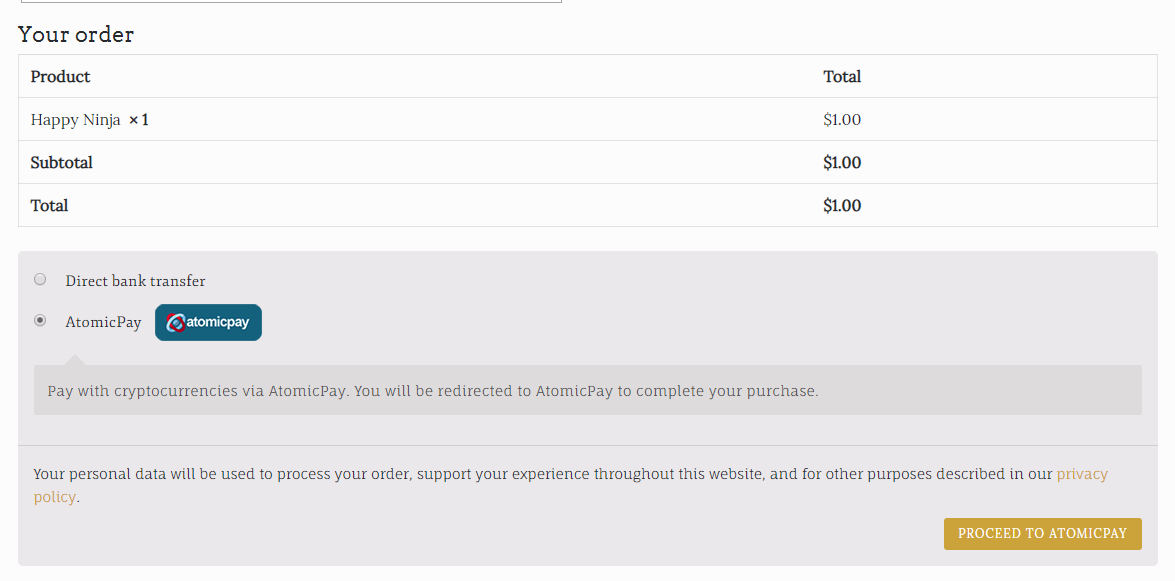 Your order
Product Total
Happy Ninja × 1 $1.00
Subtotal $1.00
Total $1.00
Direct bank transfer
AtomicPay atomicpay
Pay with cryptocurrencies via AtomicPay. You will be redirected to AtomicPay to complete your purchase.
Your personal data will be used to process your order, support your experience throughout this website, and for other purposes described in our privacy
policy.
PROCEED TO ATOMICPAY